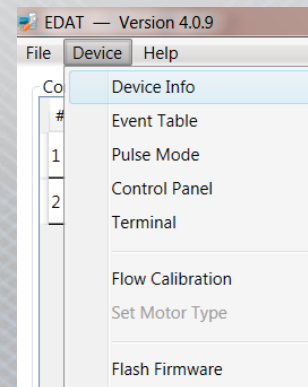 EDAT — Version 4.0.9
File Device Help
Co
Device Info
#
Event Table
1
Pulse Mode
2
Control Panel
Terminal
Flow Calibration
Set Motor Type
Flash Firmware